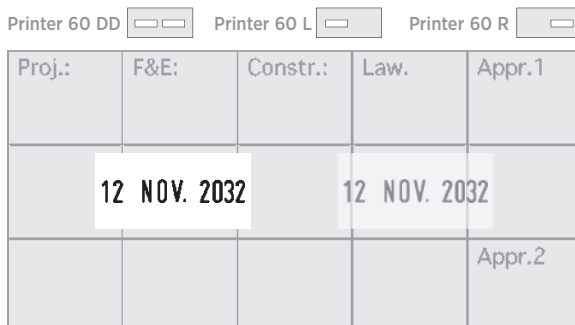 Printer 60 DD Printer 60 L Printer 60 R
Proj.: F&E: Constr.: Law. Appr.1
12 NOV. 2032 12 NOV. 2032
Appr.2